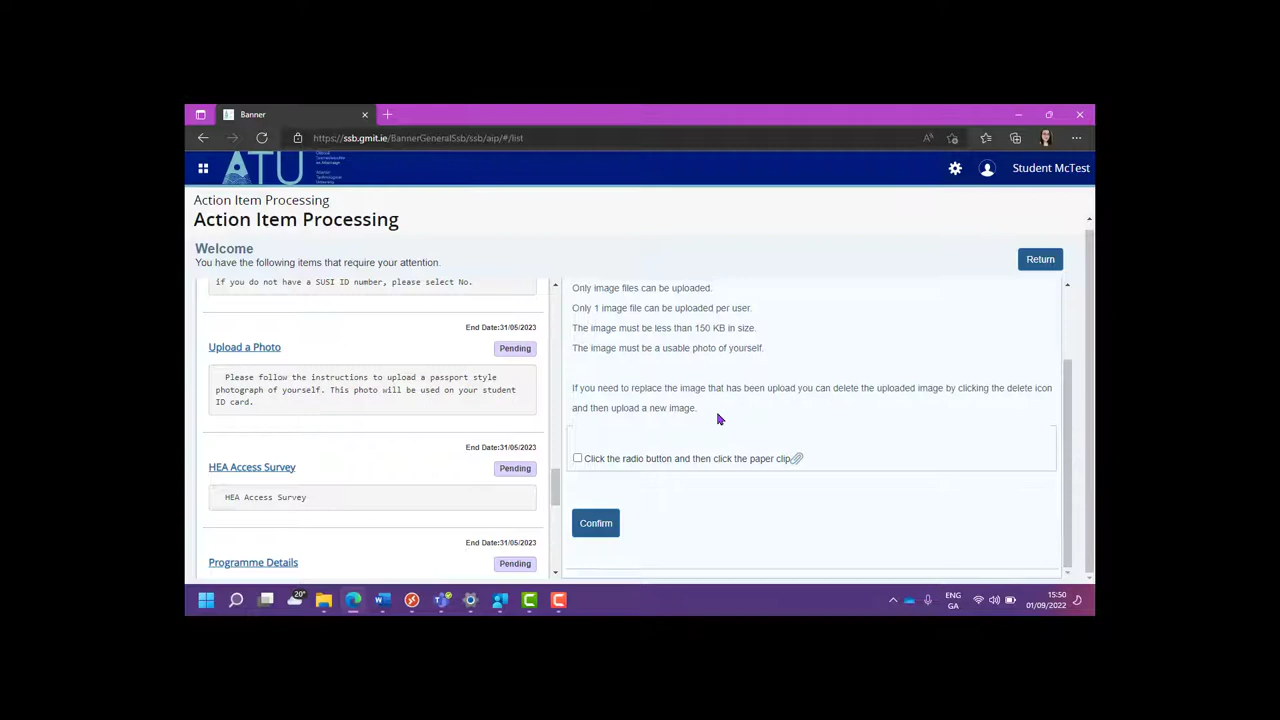 Banner
https://ssb.gmit.ie/BannerGeneralSsb/ssb/aip/#/list
ATU
Student McTest
Action Item Processing
Action Item Processing
Welcome
You have the following items that require your attention.
Return
if you do not have a SUSI ID number, please select No.
End Date:31/05/2023
Upload a Photo
Pending
Please follow the instructions to upload a passport style
photograph of yourself. This photo will be used on your student
ID card.
End Date:31/05/2023
HEA Access Survey
Pending
HEA Access Survey
End Date:31/05/2023
Programme Details
Pending
Only image files can be uploaded.
Only 1 image file can be uploaded per user.
The image must be less than 150 KB in size.
The image must be a usable photo of yourself.
If you need to replace the image that has been upload you can delete the uploaded image by clicking the delete icon
and then upload a new image.
Click the radio button and then click the paper clip
Confirm
20°
ENG
GA
15:50
01/09/2022